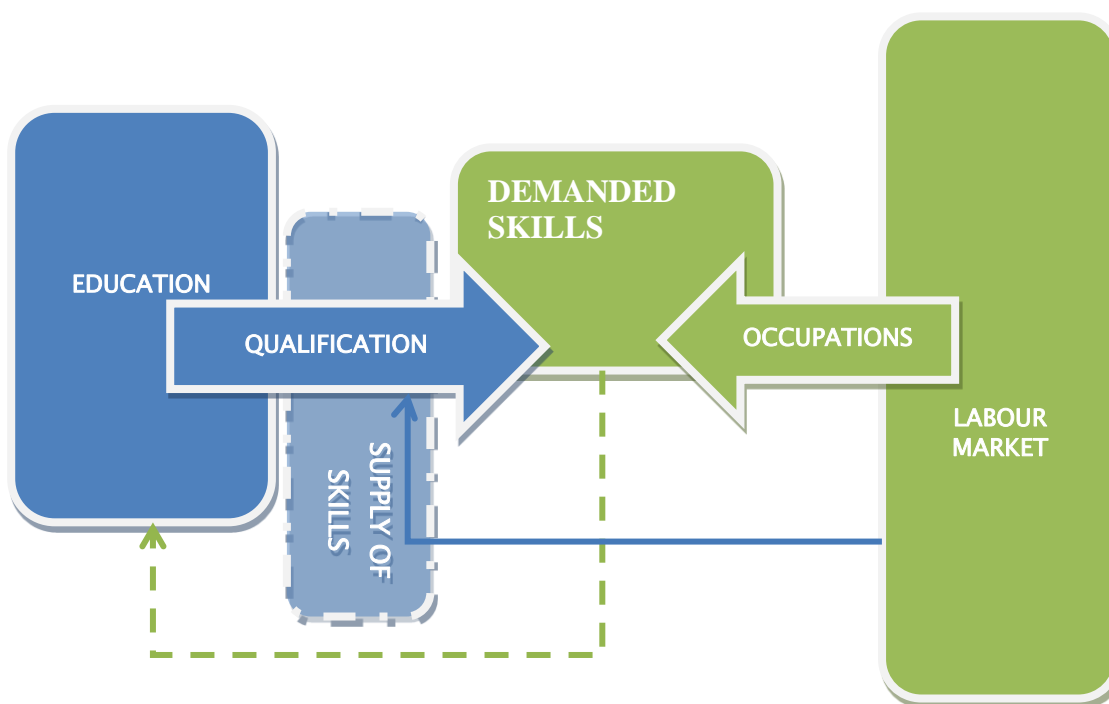 DEMANDED
SKILLS
EDUCATION
QUALIFICATION
OCCUPATIONS
LABOUR
MARKET
SUPPLY OF
SKILLS